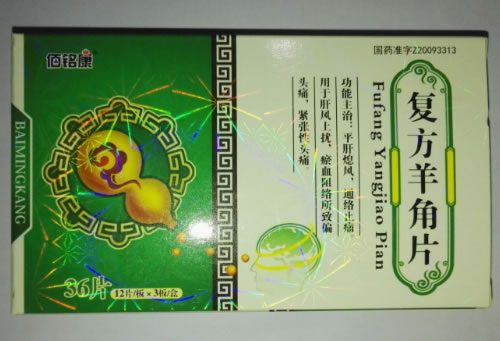 佰铭康
BAIMINGKANG
36片
12片/板×3板/盒
国药准字220093313
复方羊角片
Fufang Yangjiao Pian
功能主治：平肝熄风，通络止痛。
用于肝风上扰，瘀血阻络所致偏
头痛，紧张性头痛